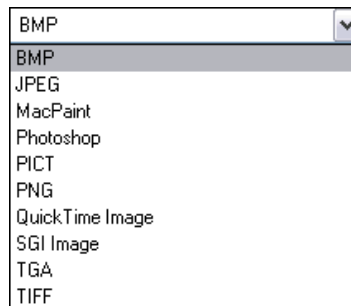 BMP
BMP
JPEG
MacPaint
Photoshop
PICT
PNG
QuickTime Image
SGI Image
TGA
TIFF